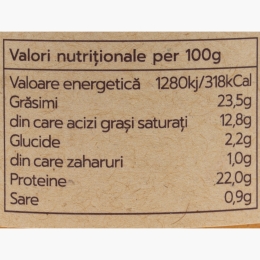 Valori nutriționale per 100g
Valoare energetică 1280kj/318kCal
Grăsimi 23,5g
din care acizi grași saturați 12,8g
Glucide 2,2g
din care zaharuri 1,0g
Proteine 22,0g
Sare 0,9g